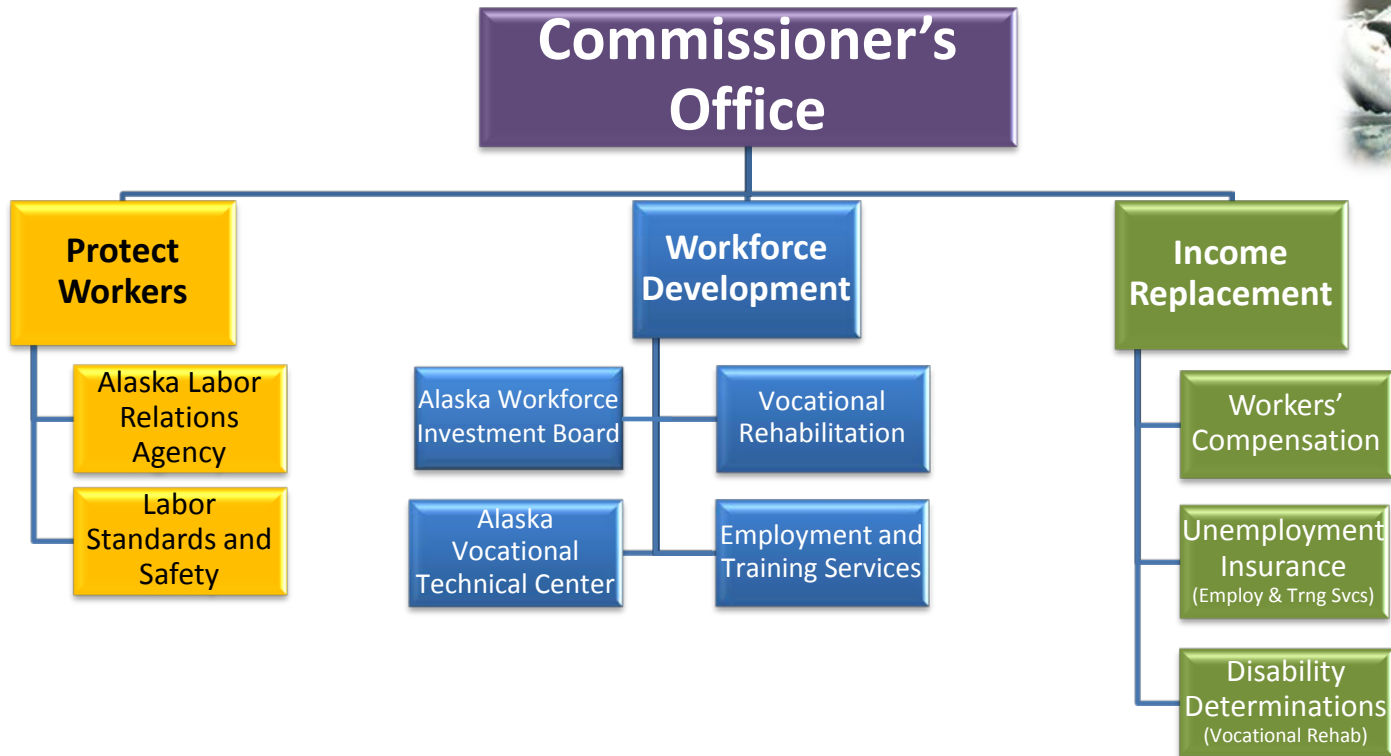 Commissioner’s
Office
Protect
Workers
Alaska Labor
Relations
Agency
Labor
Standards and
Safety
Workforce
Development
Alaska Workforce
Investment Board
Vocational
Rehabilitation
Alaska
Vocational
Technical Center
Employment and
Training Services
Income
Replacement
Workers’
Compensation
Unemployment
Insurance
(Employ & Trng Svcs)
Disability
Determinations
(Vocational Rehab)